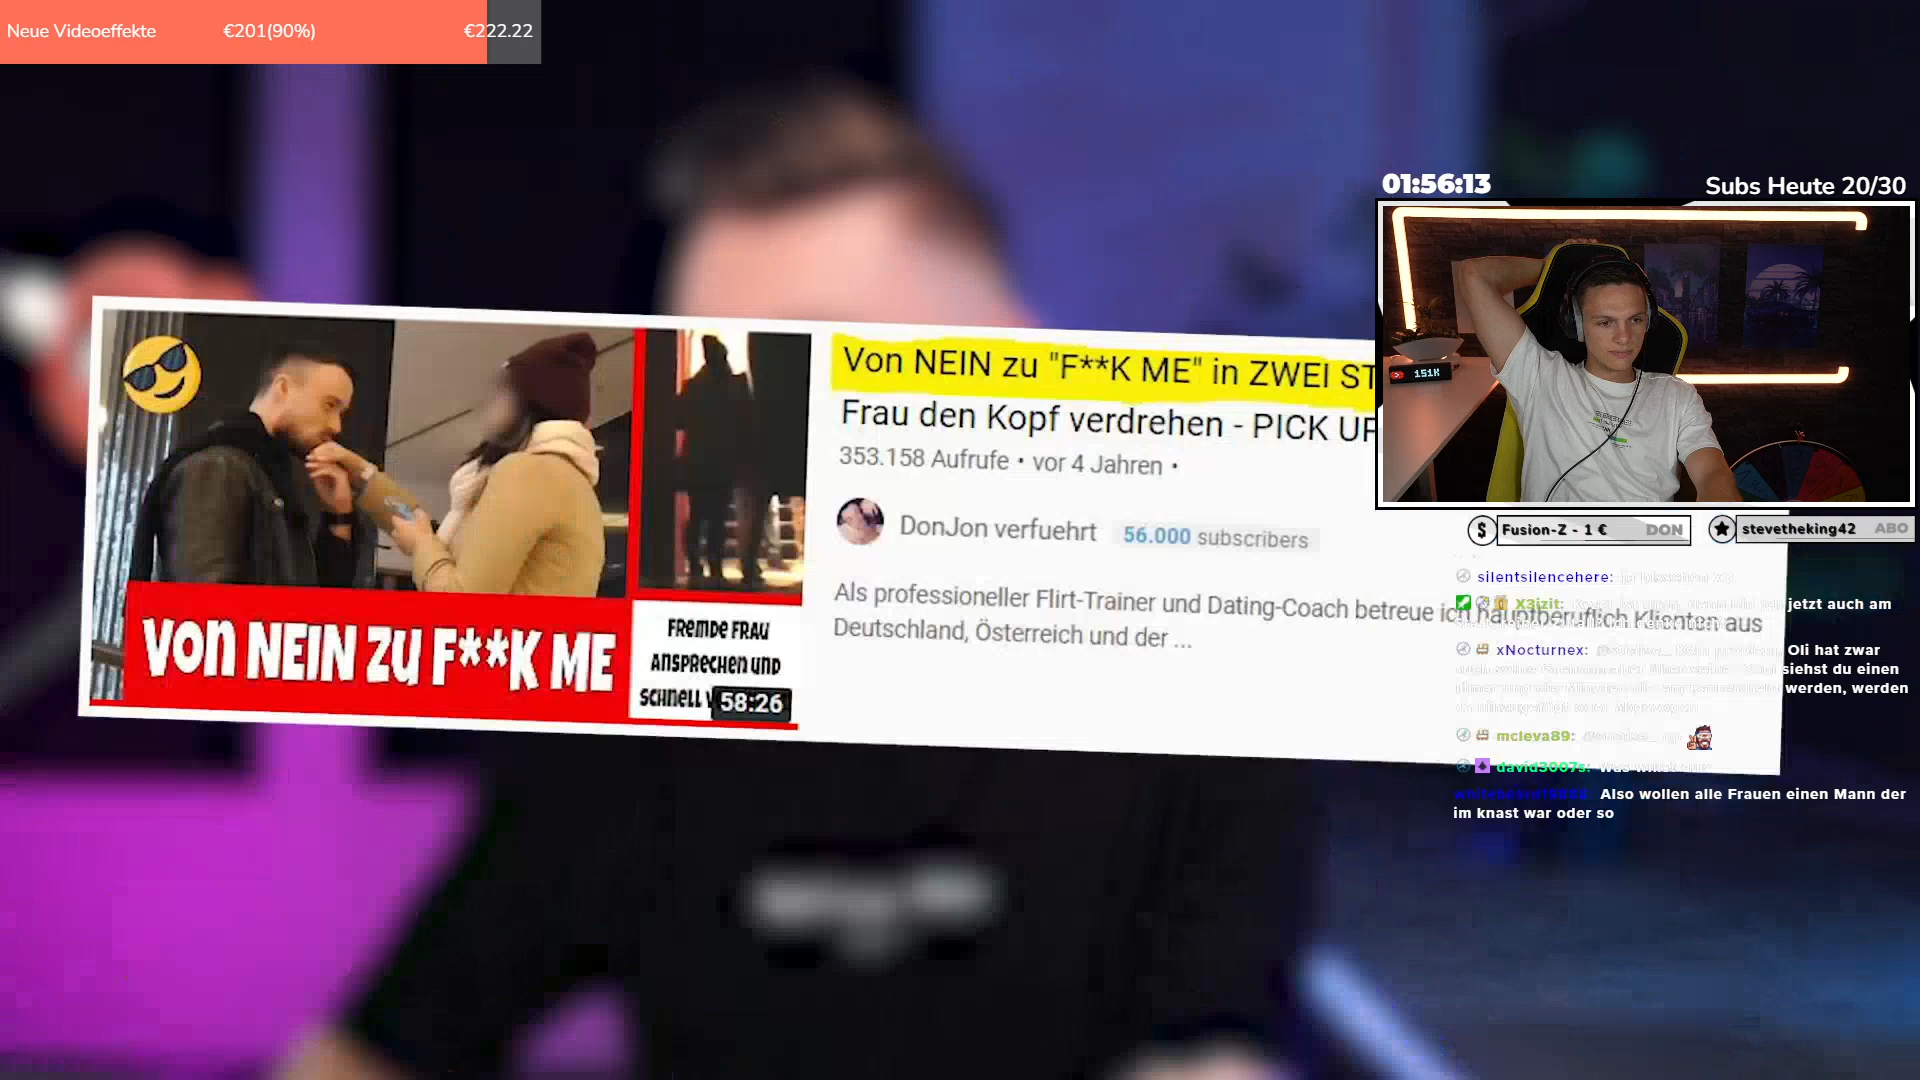 Neue Videoeffekte €201(90%) €222.22
01:56:13 Subs Heute 20/30
151K
Von NEIN zu "F**K ME" in ZWEI ST
Frau den Kopf verdrehen - PICK UP
353.158 Aufrufe • vor 4 Jahren •
DonJon verfuehrt 56.000 subscribers
Als professioneller Flirt-Trainer und Dating-Coach betreue ich hauptberuflich Klienten aus
Deutschland, Österreich und der ...
VON NEIN ZU F**K ME
FREMDE FRAU
ANSPRECHEN UND
SCHNELL
58:26
Fusion-Z - 1 € DON
stevetheking42 ABO
silentsilencehere:
X3izit: jetzt auch am
xNocturnex: Oli hat zwar
siehst du einen
werden, werden
mcleva89:
david3007s:
Also wollen alle Frauen einen Mann der
im knast war oder so